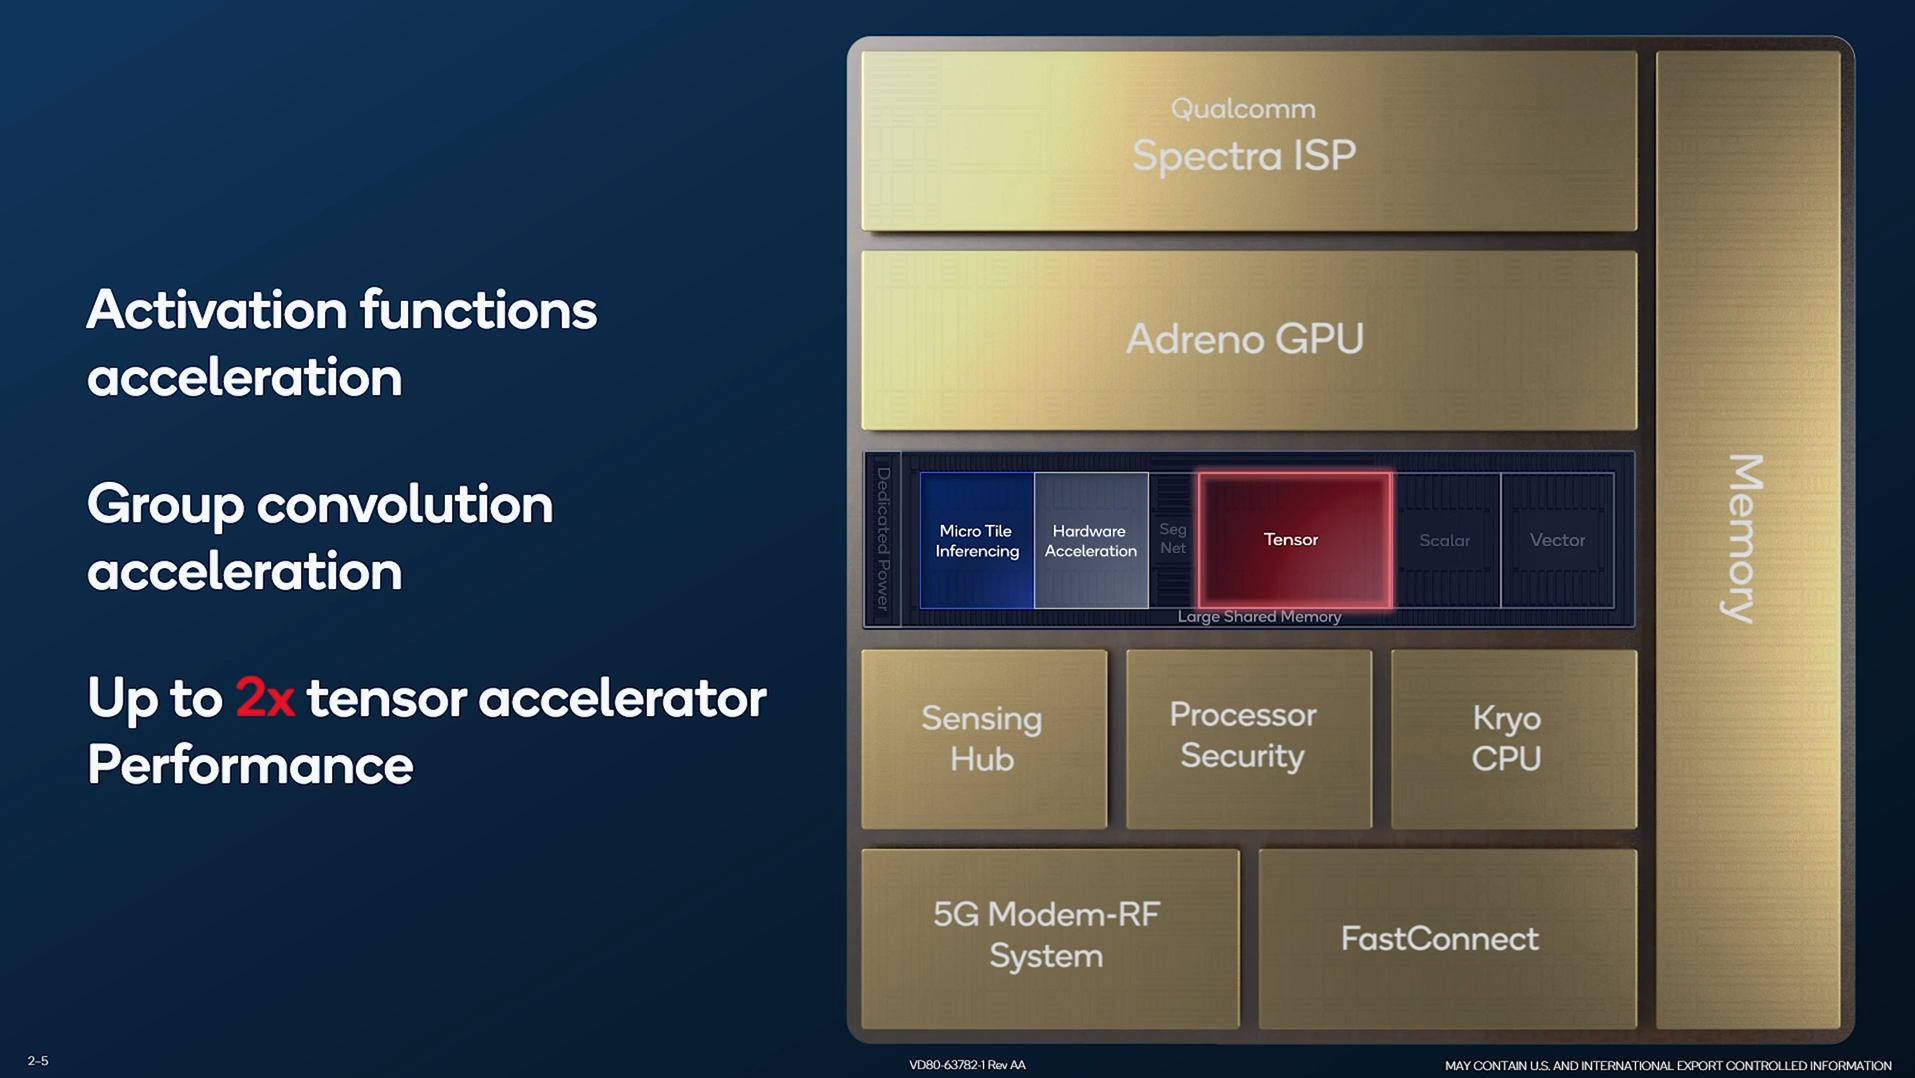 Activation functions
acceleration
Group convolution
acceleration
Up to 2x tensor accelerator
Performance
Qualcomm
Spectra ISP
Adreno GPU
Dedicated Power
Micro Tile
Inferencing
Hardware
Acceleration
Seg
Net
Tensor
Scalar
Vector
Large Shared Memory
Sensing
Hub
Processor
Security
Kryo
CPU
5G Modem-RF
System
FastConnect
Memory
2-5
VD80-63782-1 Rev AA
MAY CONTAIN U.S. AND INTERNATIONAL EXPORT CONTROLLED INFORMATION